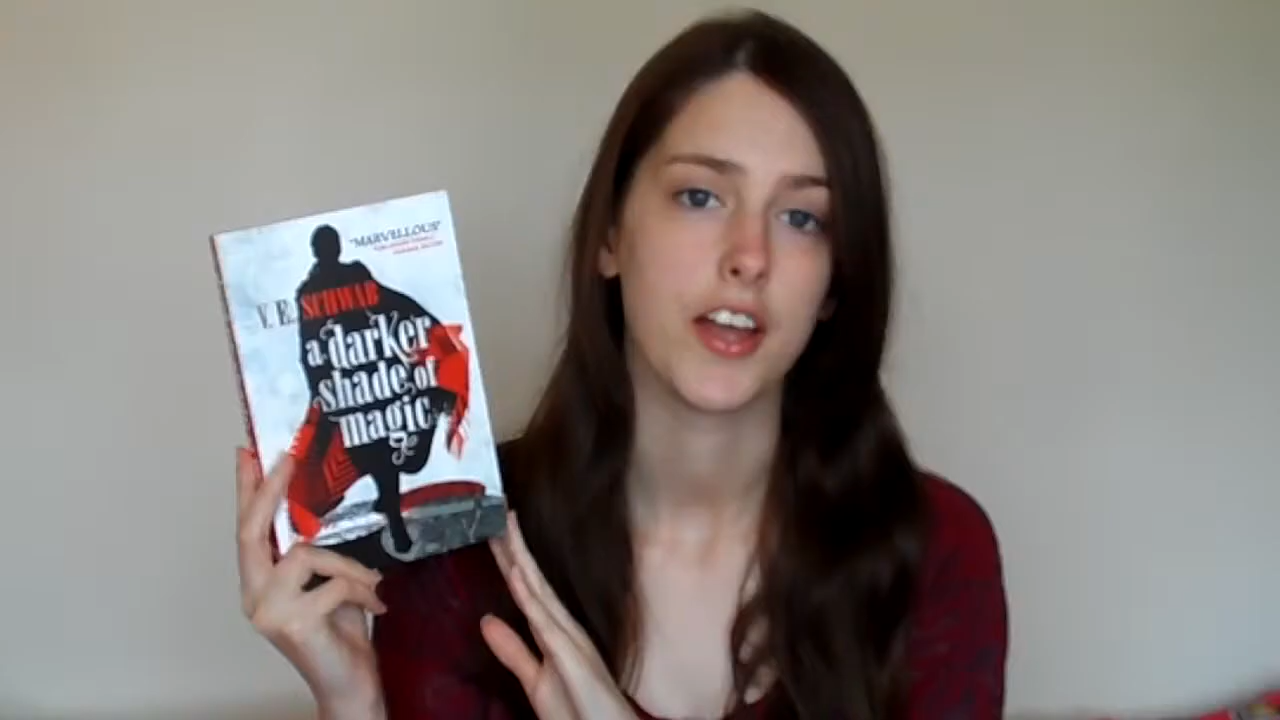 "MARVELLOUS"
V. E. SCHWAB
a darker
shade of
magic